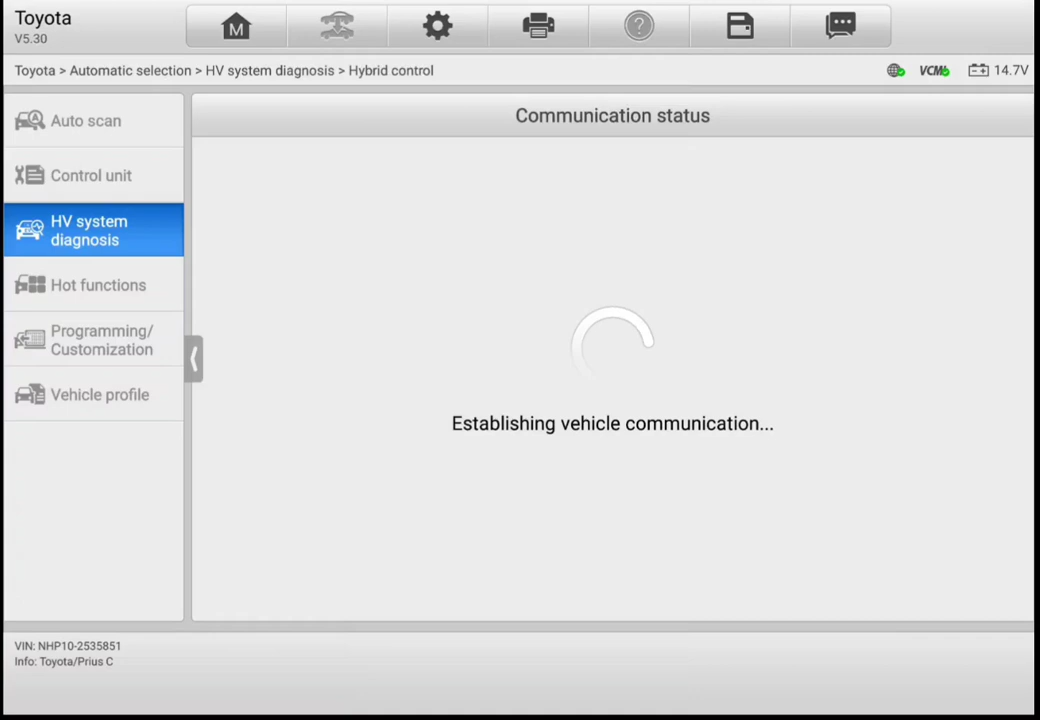 Toyota
V5.30
M
?
Toyota > Automatic selection > HV system diagnosis > Hybrid control
VCMI
14.7V
Auto scan
Communication status
Control unit
HV system
diagnosis
Hot functions
Programming/
Customization
Vehicle profile
Establishing vehicle communication...
VIN: NHP10-2535851
Info: Toyota/Prius C